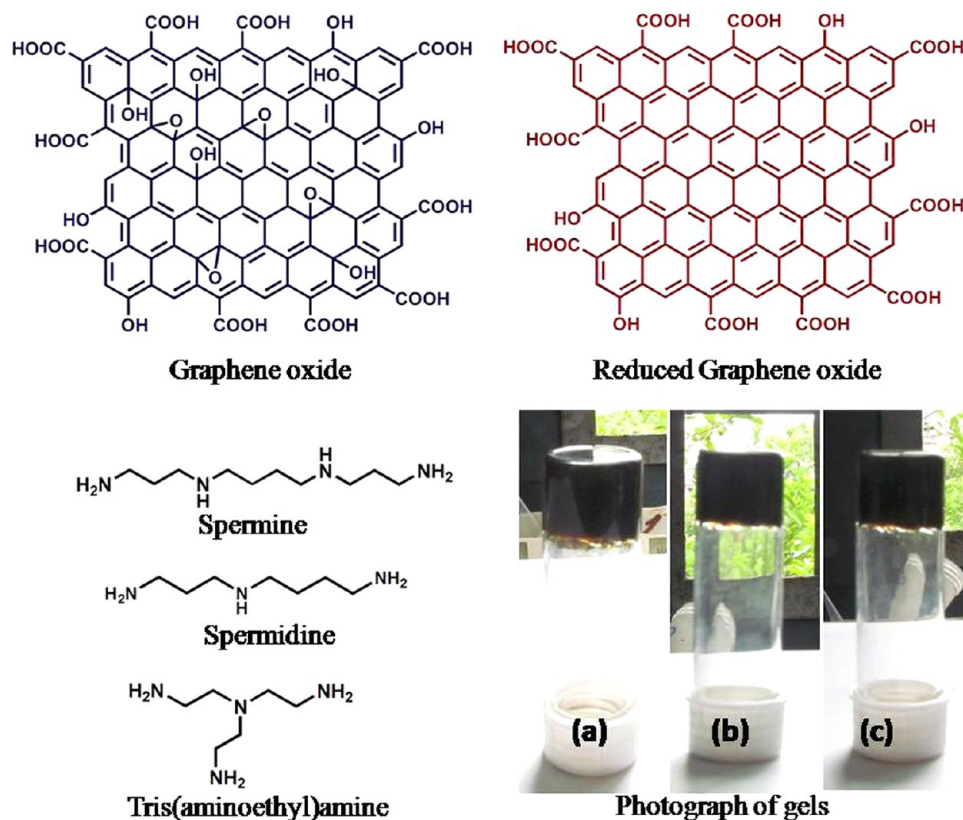 COOH COOH OH
HOOC COOH
OH HO
OH
O O OH
HOOC
OH
O
COOH
HO
HOOC
O OH
COOH
OH
COOH COOH
Graphene oxide
COOH COOH OH
HOOC COOH
OH
HOOC
COOH
HO
HOOC
COOH
OH
COOH COOH
Reduced Graphene oxide
H
N
H2N N NH2
H
Spermine
H2N N NH2
H
Spermidine
H2N N NH2
NH2
Tris(aminoethyl)amine
(a) (b) (c)
Photograph of gels